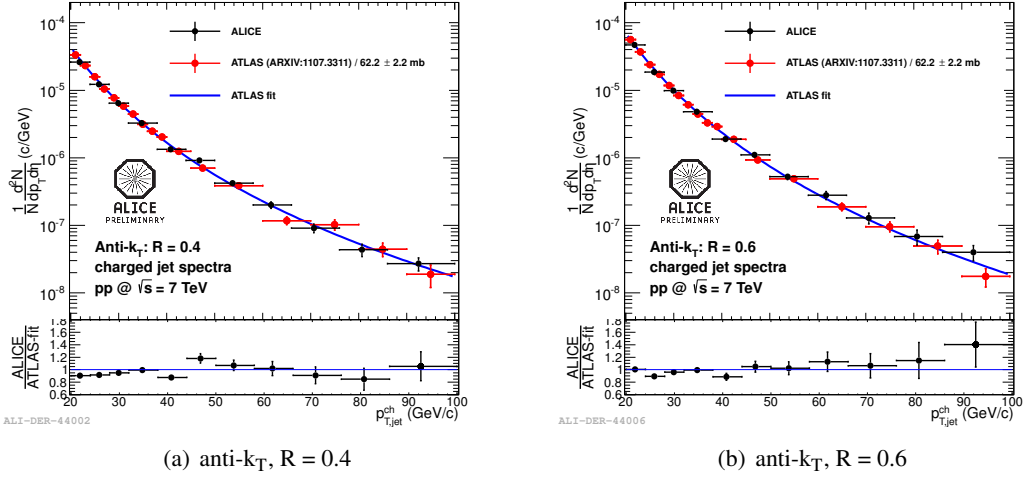 10⁻⁴
10⁻⁵
10⁻⁶
10⁻⁷
10⁻⁸
1/N d²N/dp_T dη (c/GeV)
ALICE
ATLAS (ARXIV:1107.3311) / 62.2 ± 2.2 mb
ATLAS fit
ALICE
PRELIMINARY
Anti-k_T: R = 0.4
charged jet spectra
pp @ √s = 7 TeV
ALICE/ATLAS-fit
1.8
1.6
1.4
1.2
1
0.8
0.6
20 30 40 50 60 70 80 90 100
p_T,jet^ch (GeV/c)
ALI-DER-44002
(a) anti-k_T, R = 0.4
10⁻⁴
10⁻⁵
10⁻⁶
10⁻⁷
10⁻⁸
1/N d²N/dp_T dη (c/GeV)
ALICE
ATLAS (ARXIV:1107.3311) / 62.2 ± 2.2 mb
ATLAS fit
ALICE
PRELIMINARY
Anti-k_T: R = 0.6
charged jet spectra
pp @ √s = 7 TeV
ALICE/ATLAS-fit
1.8
1.6
1.4
1.2
1
0.8
0.6
20 30 40 50 60 70 80 90 100
p_T,jet^ch (GeV/c)
ALI-DER-44006
(b) anti-k_T, R = 0.6